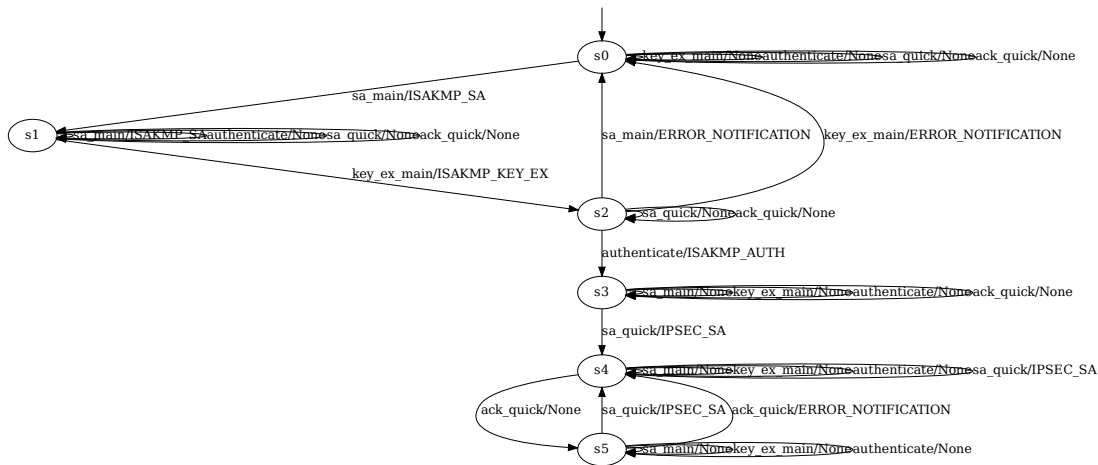 s0
key_ex_main/None authenticate/None sa_quick/None ack_quick/None
sa_main/ISAKMP_SA
s1
sa_main/ISAKMP_SA authenticate/None sa_quick/None ack_quick/None
sa_main/ERROR_NOTIFICATION
key_ex_main/ERROR_NOTIFICATION
key_ex_main/ISAKMP_KEY_EX
s2
sa_quick/None ack_quick/None
authenticate/ISAKMP_AUTH
s3
sa_main/None key_ex_main/None authenticate/None ack_quick/None
sa_quick/IPSEC_SA
s4
sa_main/None key_ex_main/None authenticate/None sa_quick/IPSEC_SA
ack_quick/None
sa_quick/IPSEC_SA
ack_quick/ERROR_NOTIFICATION
s5
sa_main/None key_ex_main/None authenticate/None